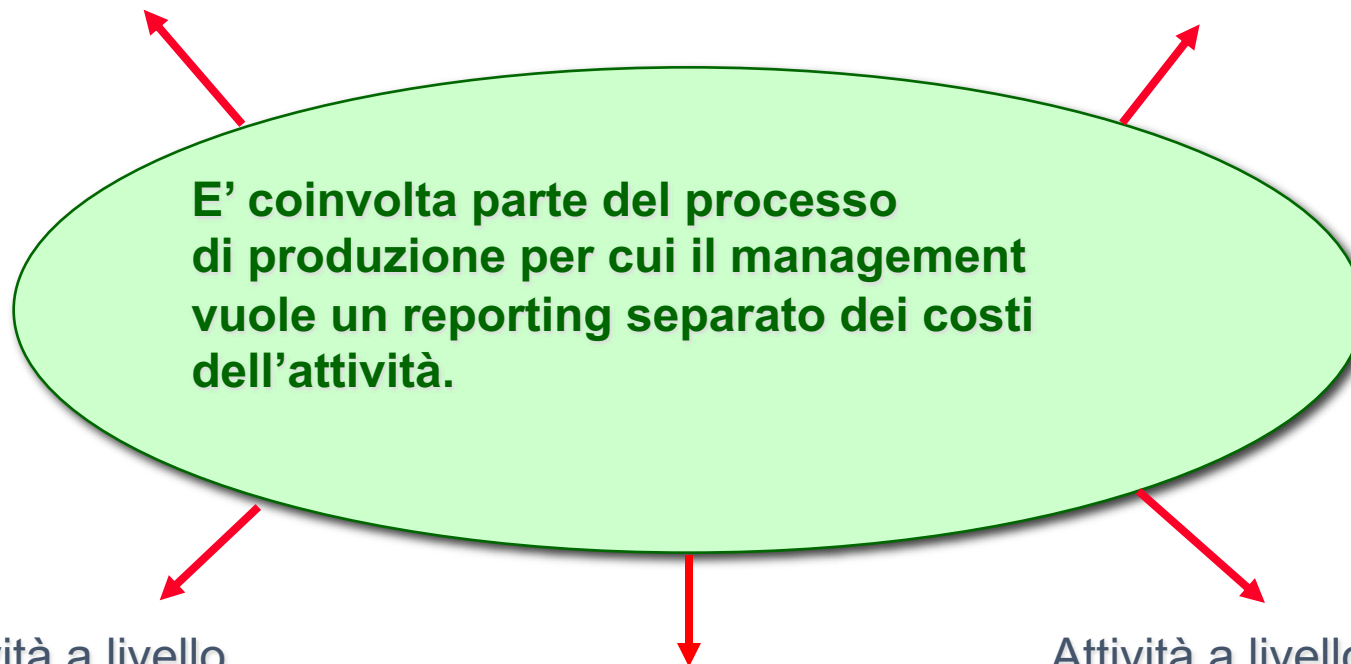 E’ coinvolta parte del processo
di produzione per cui il management
vuole un reporting separato dei costi
dell’attività.
a livello
Attività a livello